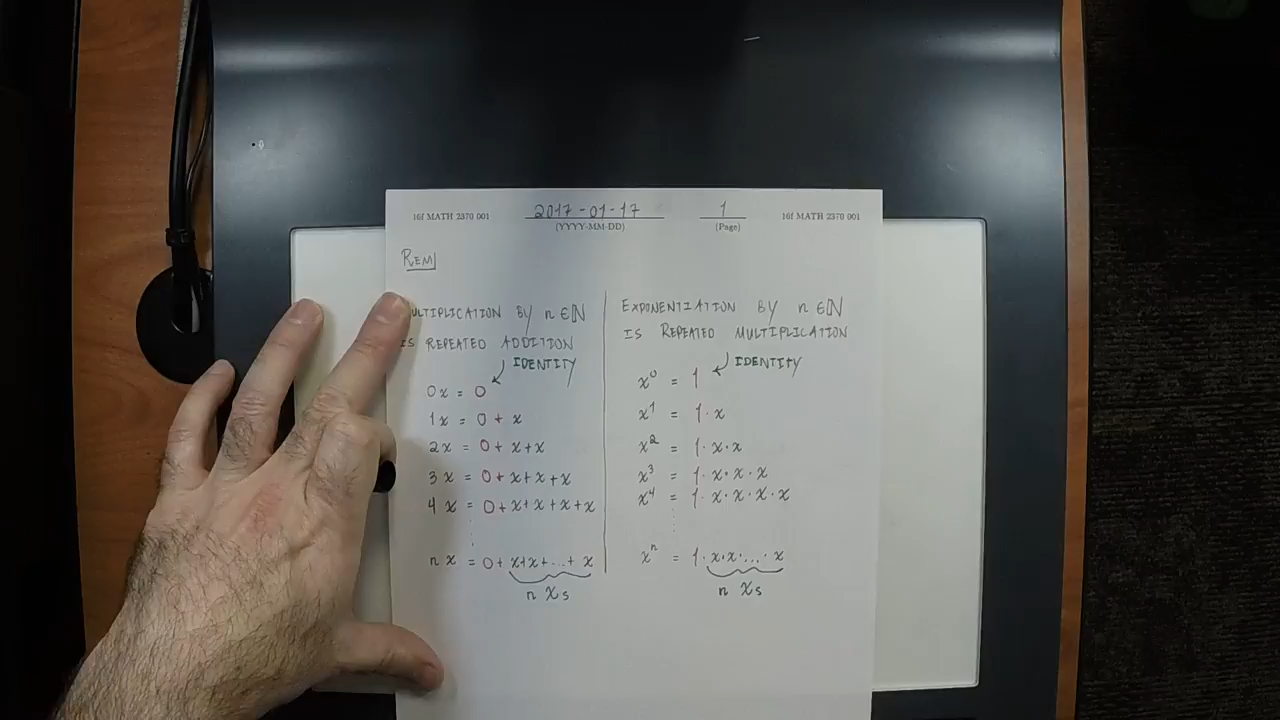 16f MATH 2370 001 2017-01-17 1 16f MATH 2370 001
(YYYY-MM-DD) (Page)
REM
ULTIPLICATION BY n ∈ ℕ
IS REPEATED ADDITION
IDENTITY
0x = 0
1x = 0 + x
2x = 0 + x+x
3x = 0 + x+x+x
4x = 0 + x+x+x+x
⋮
nx = 0 + x+x+...+x
n Xs
EXPONENTIATION BY n ∈ ℕ
IS REPEATED MULTIPLICATION
IDENTITY
x⁰ = 1
x¹ = 1·x
x² = 1·x·x
x³ = 1·x·x·x
x⁴ = 1·x·x·x·x
⋮
xⁿ = 1·x·x·...·x
n Xs